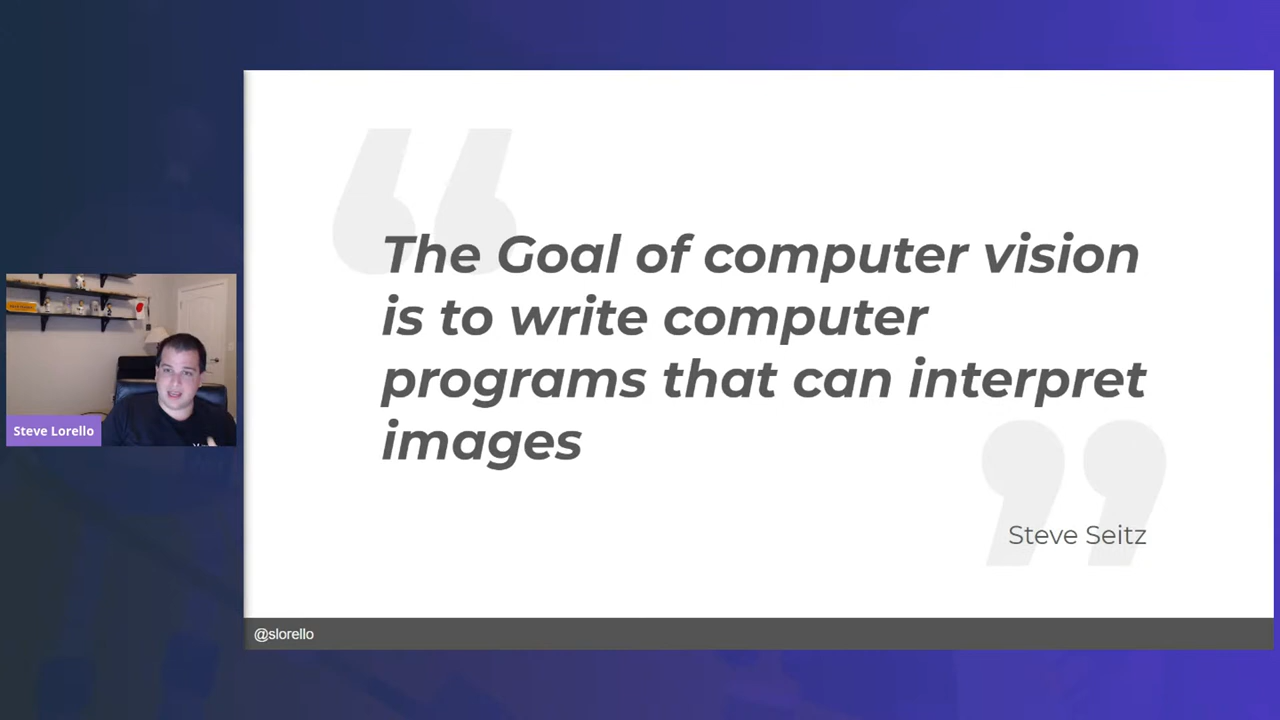 The Goal of computer vision
is to write computer
programs that can interpret
images
Steve Seitz
Steve Lorello
@slorello